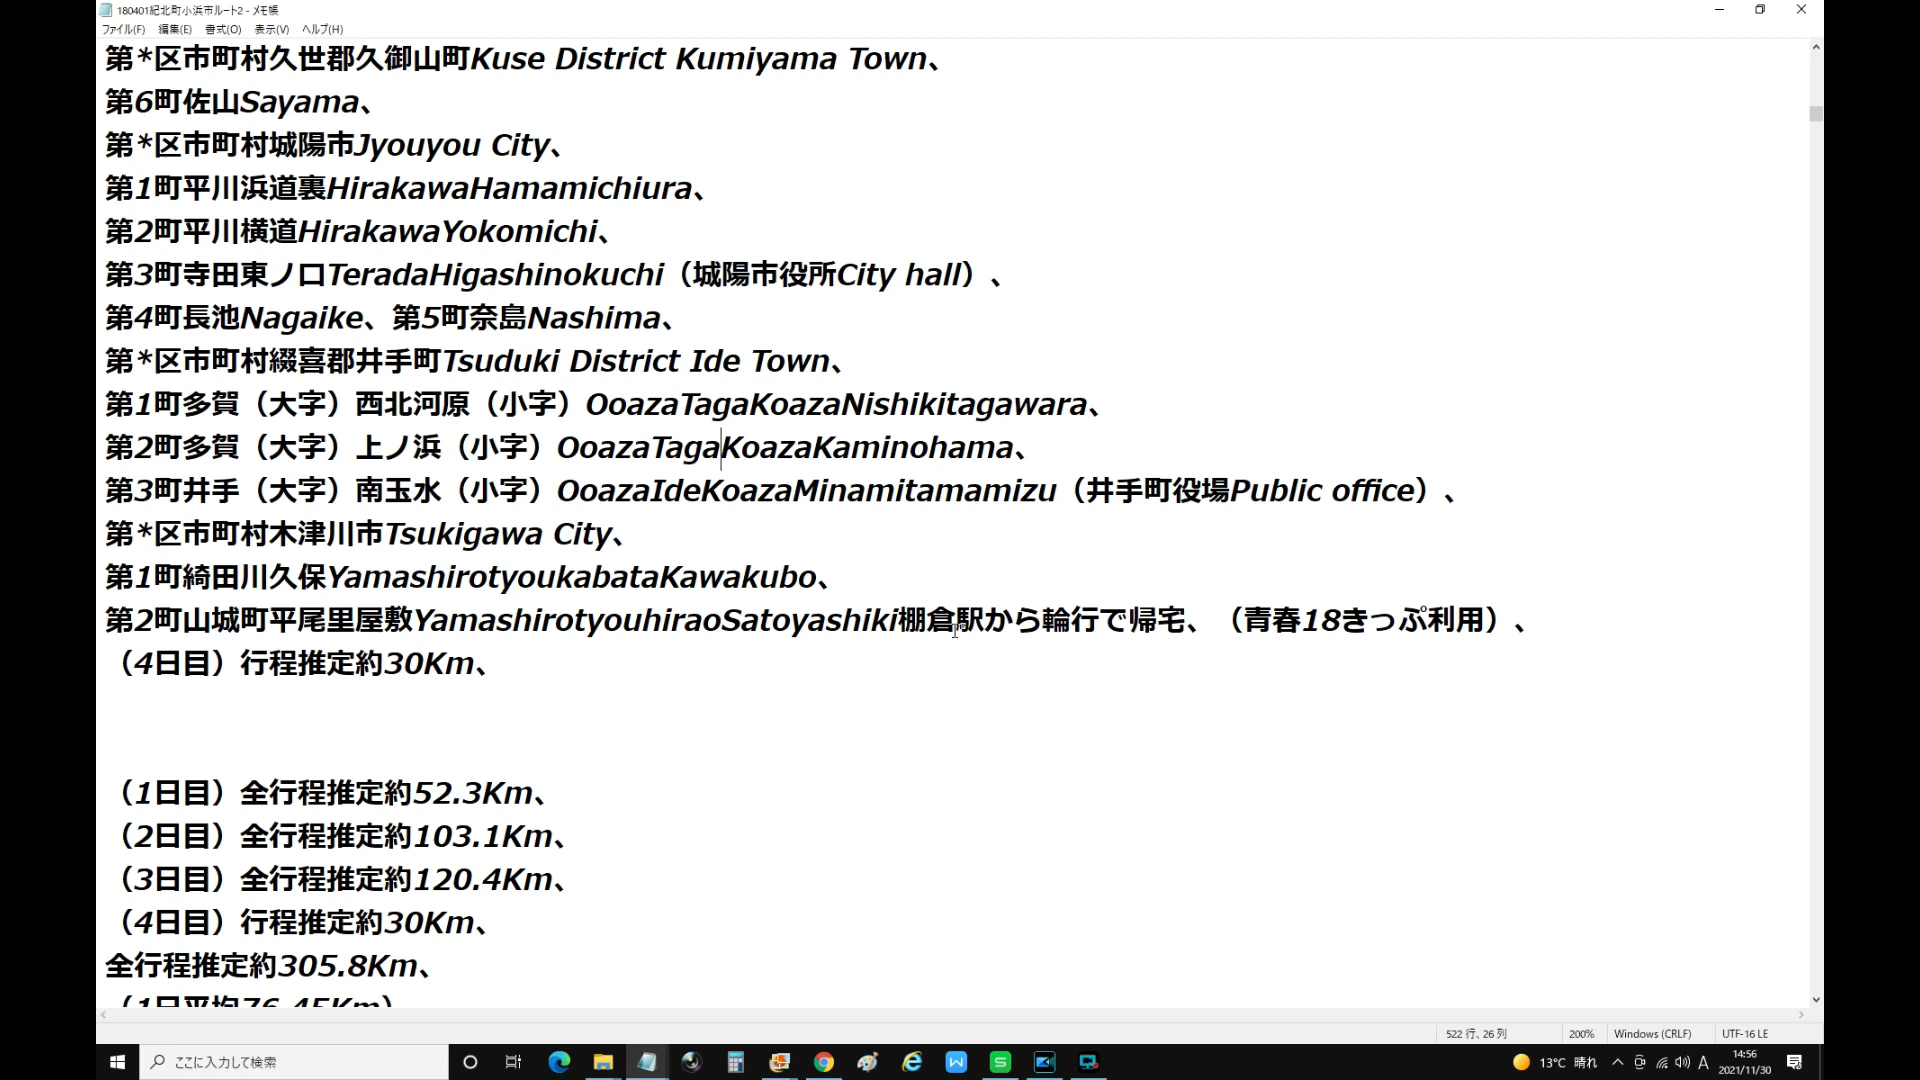 180401紀北町小浜市ルート2 - メモ帳
ファイル(F) 編集(E) 書式(O) 表示(V) ヘルプ(H)
第*区市町村久世郡久御山町Kuse District Kumiyama Town、
第6町佐山Sayama、
第*区市町村城陽市Jyouyou City、
第1町平川浜道裏HirakawaHamamichiura、
第2町平川横道HirakawaYokomichi、
第3町寺田東ノ口TeradaHigashinokuchi（城陽市役所City hall）、
第4町長池Nagaike、第5町奈島Nashima、
第*区市町村綴喜郡井手町Tsuduki District Ide Town、
第1町多賀（大字）西北河原（小字）OoazaTagaKoazaNishikitagawara、
第2町多賀（大字）上ノ浜（小字）OoazaTagaKoazaKaminohama、
第3町井手（大字）南玉水（小字）OoazaIdeKoazaMinamitamamizu（井手町役場Public office）、
第*区市町村木津川市Tsukigawa City、
第1町綺田川久保YamashirotyoukabataKawakubo、
第2町山城町平尾里屋敷YamashirotyouhiraoSatoyashiki棚倉駅から輪行で帰宅、（青春18きっぷ利用）、
（4日目）行程推定約30Km、
（1日目）全行程推定約52.3Km、
（2日目）全行程推定約103.1Km、
（3日目）全行程推定約120.4Km、
（4日目）行程推定約30Km、
全行程推定約305.8Km、
（1日平均76.45Km）
522 行、26 列 200% Windows (CRLF) UTF-16 LE
ここに入力して検索
13°C 晴れ
A
14:56
2021/11/30